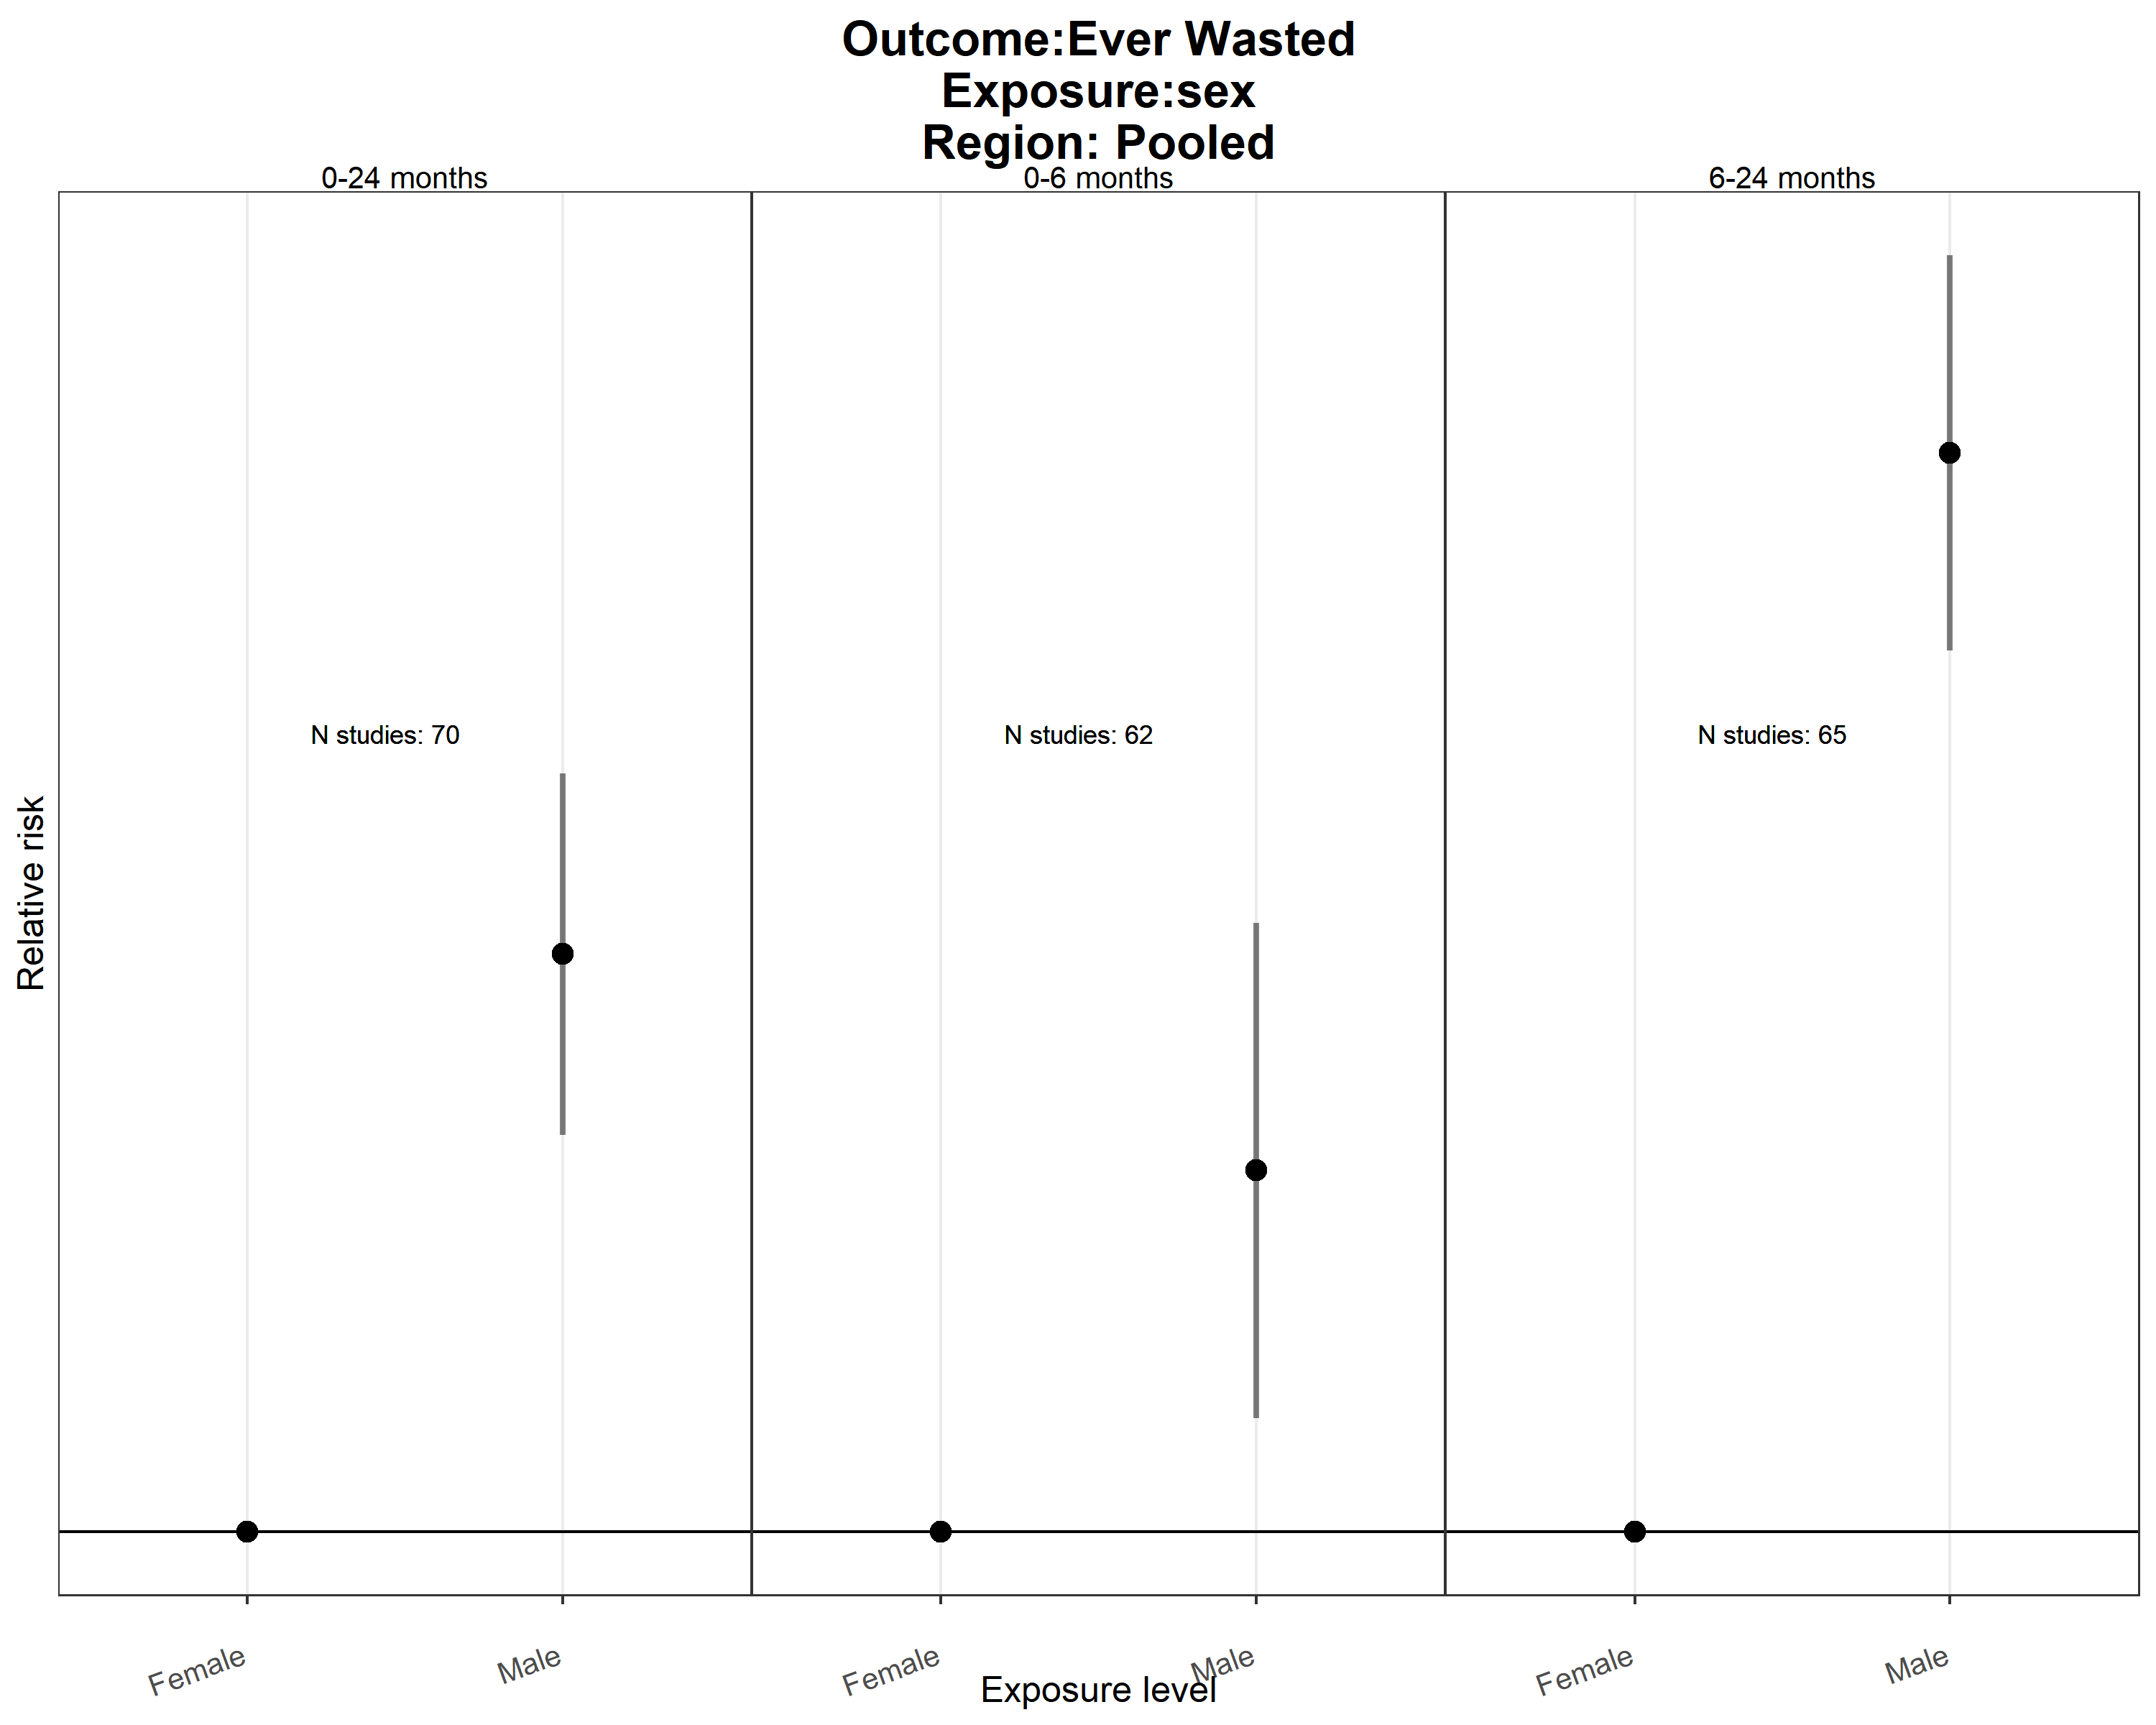 Outcome:Ever Wasted
Exposure:sex
Region: Pooled
0-24 months
0-6 months
6-24 months
N studies: 70
N studies: 62
N studies: 65
Relative risk
Female
Male
Female
Male
Female
Male
Exposure level